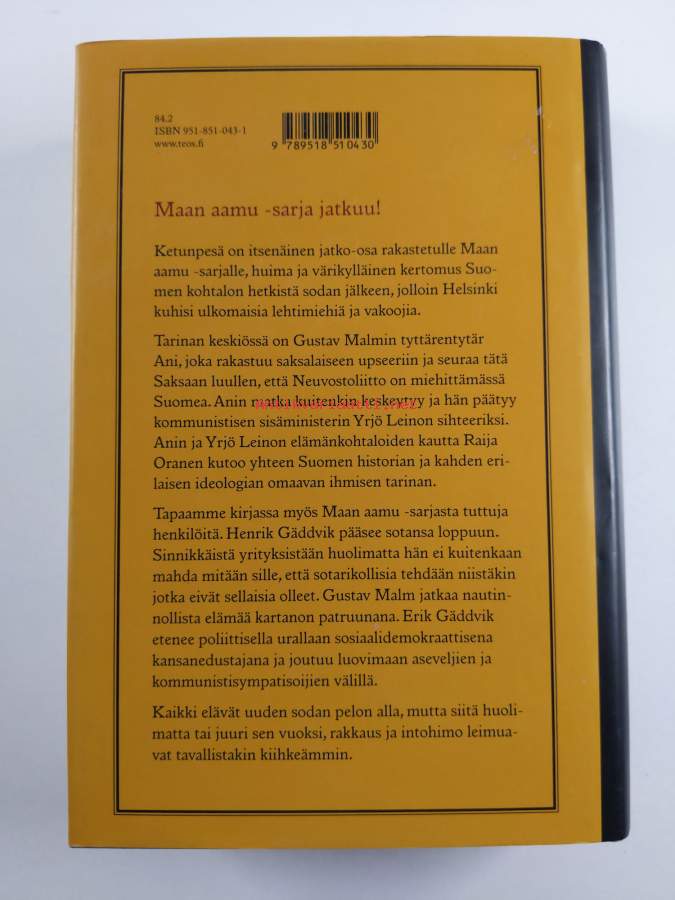 84.2
ISBN 951-851-043-1
www.teos.fi
9 789518 510430
Maan aamu -sarja jatkuu!
Ketunpesä on itsenäinen jatko-osa rakastetulle Maan
aamu -sarjalle, huima ja värikylläinen kertomus Suo-
men kohtalon hetkistä sodan jälkeen, jolloin Helsinki
kuhisi ulkomaisia lehtimiehiä ja vakoojia.
Tarinan keskiössä on Gustav Malmin tyttärentytär
Ani, joka rakastuu saksalaiseen upseeriin ja seuraa tätä
Saksaan luullen, että Neuvostoliitto on miehittämässä
Suomea. Anin matka kuitenkin keskeytyy ja hän päätyy
Antikvariaatti.net
kommunistisen sisäministerin Yrjö Leinon sihteeriksi.
Anin ja Yrjö Leinon elämänkohtaloiden kautta Raija
Oranen kutoo yhteen Suomen historian ja kahden eri-
laisen ideologian omaavan ihmisen tarinan.
Tapaamme kirjassa myös Maan aamu -sarjasta tuttuja
henkilöitä. Henrik Gäddvik pääsee sotansa loppuun.
Sinnikkäistä yrityksistään huolimatta hän ei kuitenkaan
mahda mitään sille, että sotarikollisia tehdään niistäkin
jotka eivät sellaisia olleet. Gustav Malm jatkaa nautin-
nollista elämää kartanon patruunana. Erik Gäddvik
etenee poliittisella urallaan sosiaalidemokraattisena
kansanedustajana ja joutuu luovimaan aseveljien ja
kommunistisympatisoijien välillä.
Kaikki elävät uuden sodan pelon alla, mutta siitä huoli-
matta tai juuri sen vuoksi, rakkaus ja intohimo leimua-
vat tavallistakin kiihkeämmin.